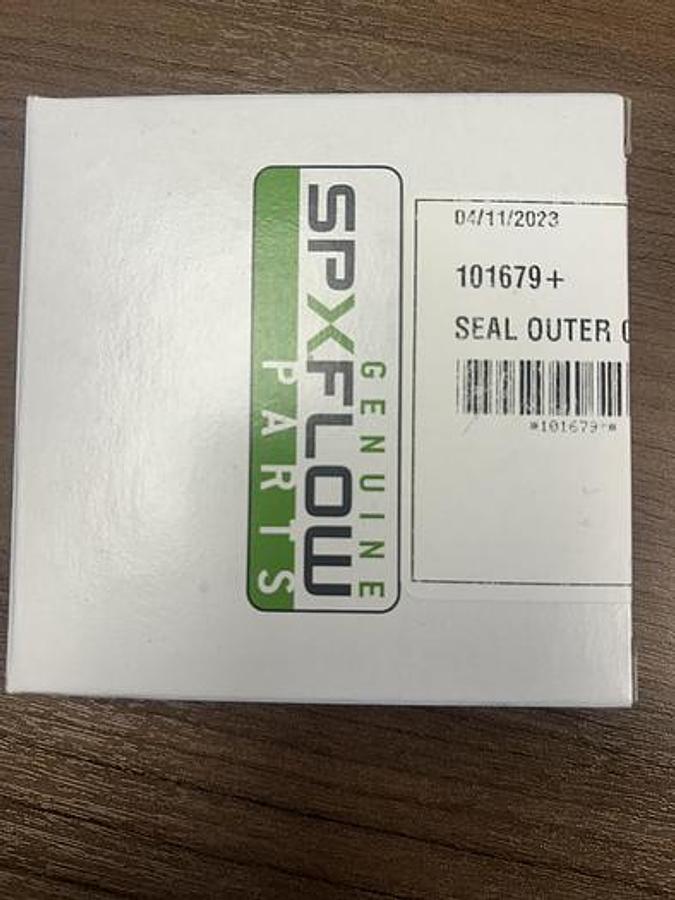 GENUINE
SPXFLOW
PARTS
04/11/2023
101679+
SEAL OUTER
*101679+*